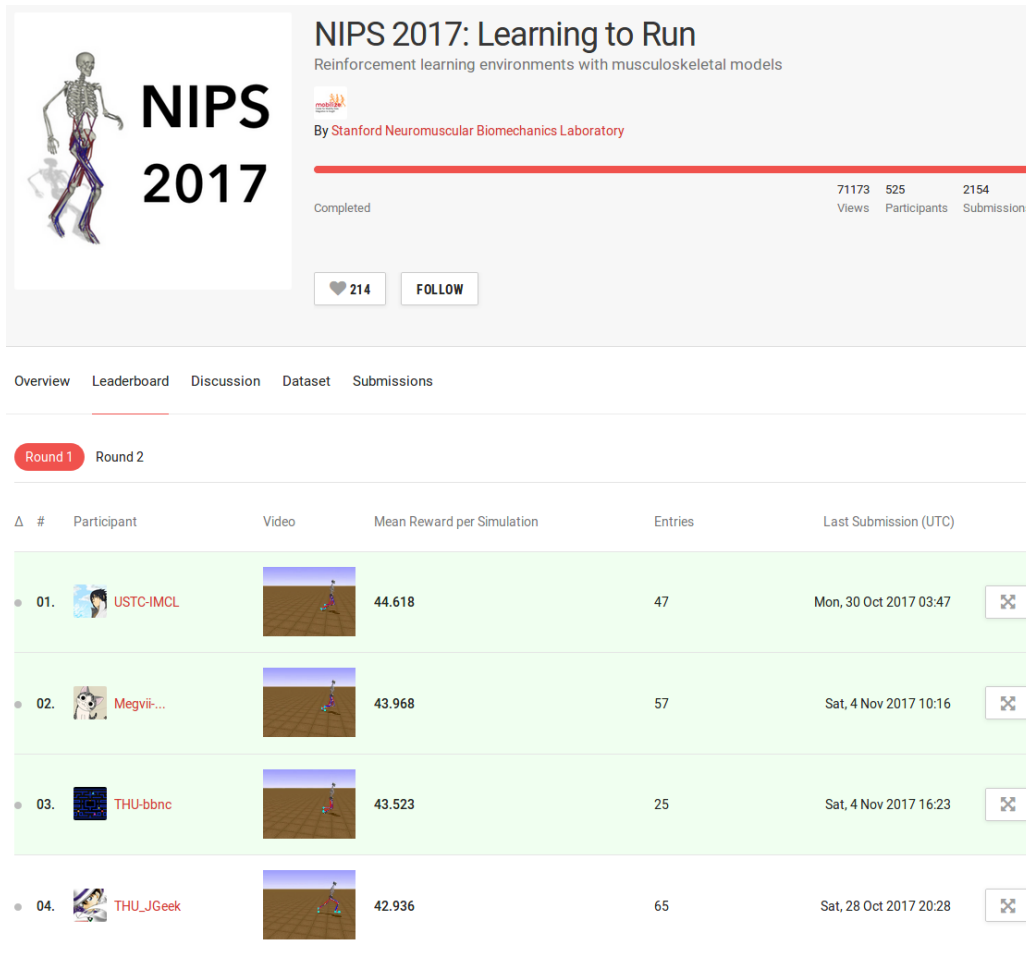 NIPS
2017
NIPS 2017: Learning to Run
Reinforcement learning environments with musculoskeletal models
mobilize
By Stanford Neuromuscular Biomechanics Laboratory
71173 525 2154
Completed Views Participants Submission
214 FOLLOW
Overview Leaderboard Discussion Dataset Submissions
Round 1 Round 2
Δ # Participant Video Mean Reward per Simulation Entries Last Submission (UTC)
01. USTC-IMCL 44.618 47 Mon, 30 Oct 2017 03:47
02. Megvii-... 43.968 57 Sat, 4 Nov 2017 10:16
03. THU-bbnc 43.523 25 Sat, 4 Nov 2017 16:23
04. THU_JGeek 42.936 65 Sat, 28 Oct 2017 20:28